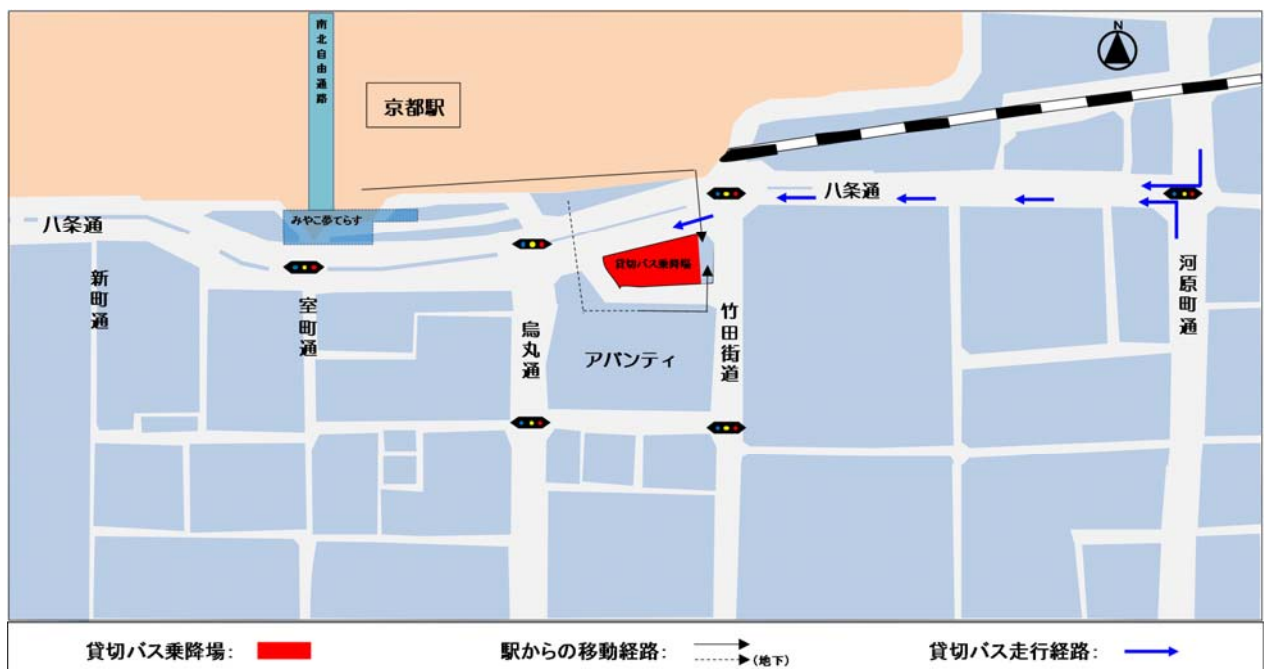 南北自由通路
N
京都駅
八条通
みやこ夢てらす
八条通
貸切バス乗降場
新町通
室町通
烏丸通
アバンティ
竹田街道
河原町通
貸切バス乗降場:
駅からの移動経路:
(地下)
貸切バス走行経路: